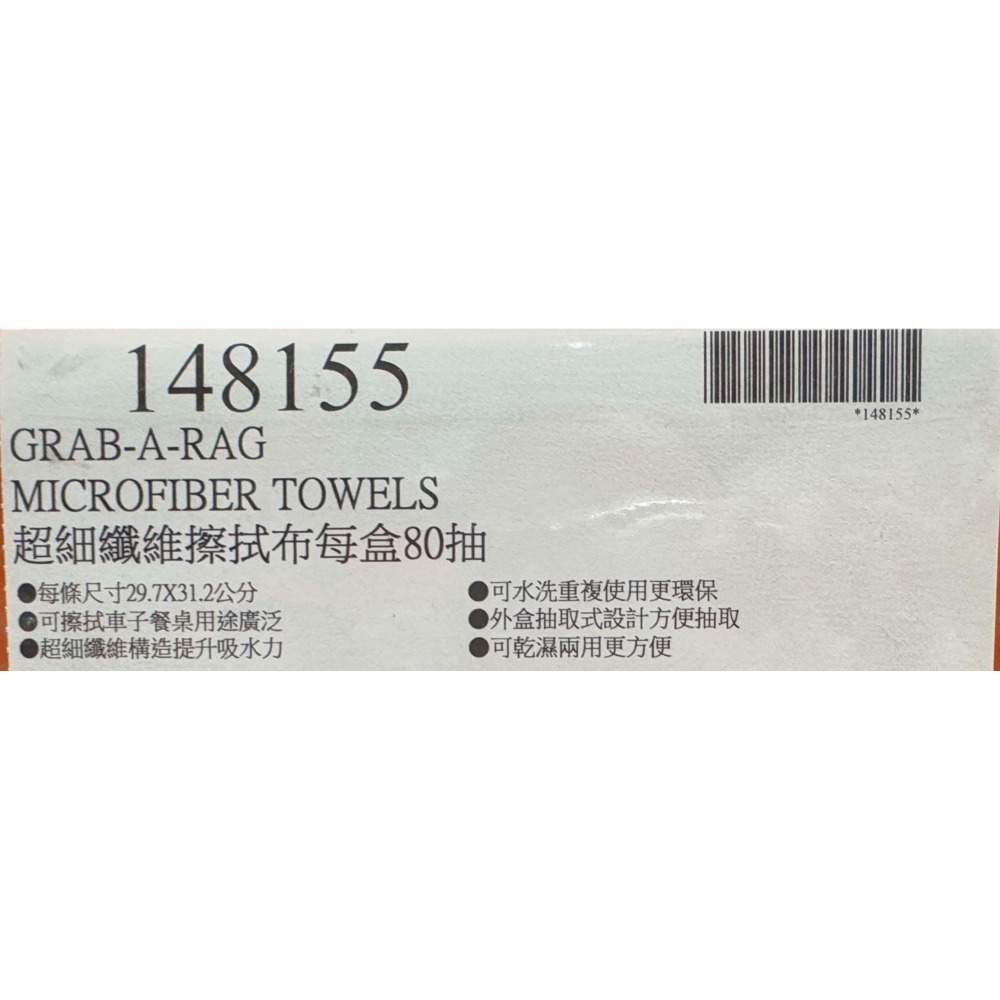 148155
*148155*
GRAB-A-RAG
MICROFIBER TOWELS
超細纖維擦拭布每盒80抽
●每條尺寸29.7X31.2公分
●可擦拭車子餐桌用途廣泛
●超細纖維構造提升吸水力
●可水洗重複使用更環保
●外盒抽取式設計方便抽取
●可乾濕兩用更方便